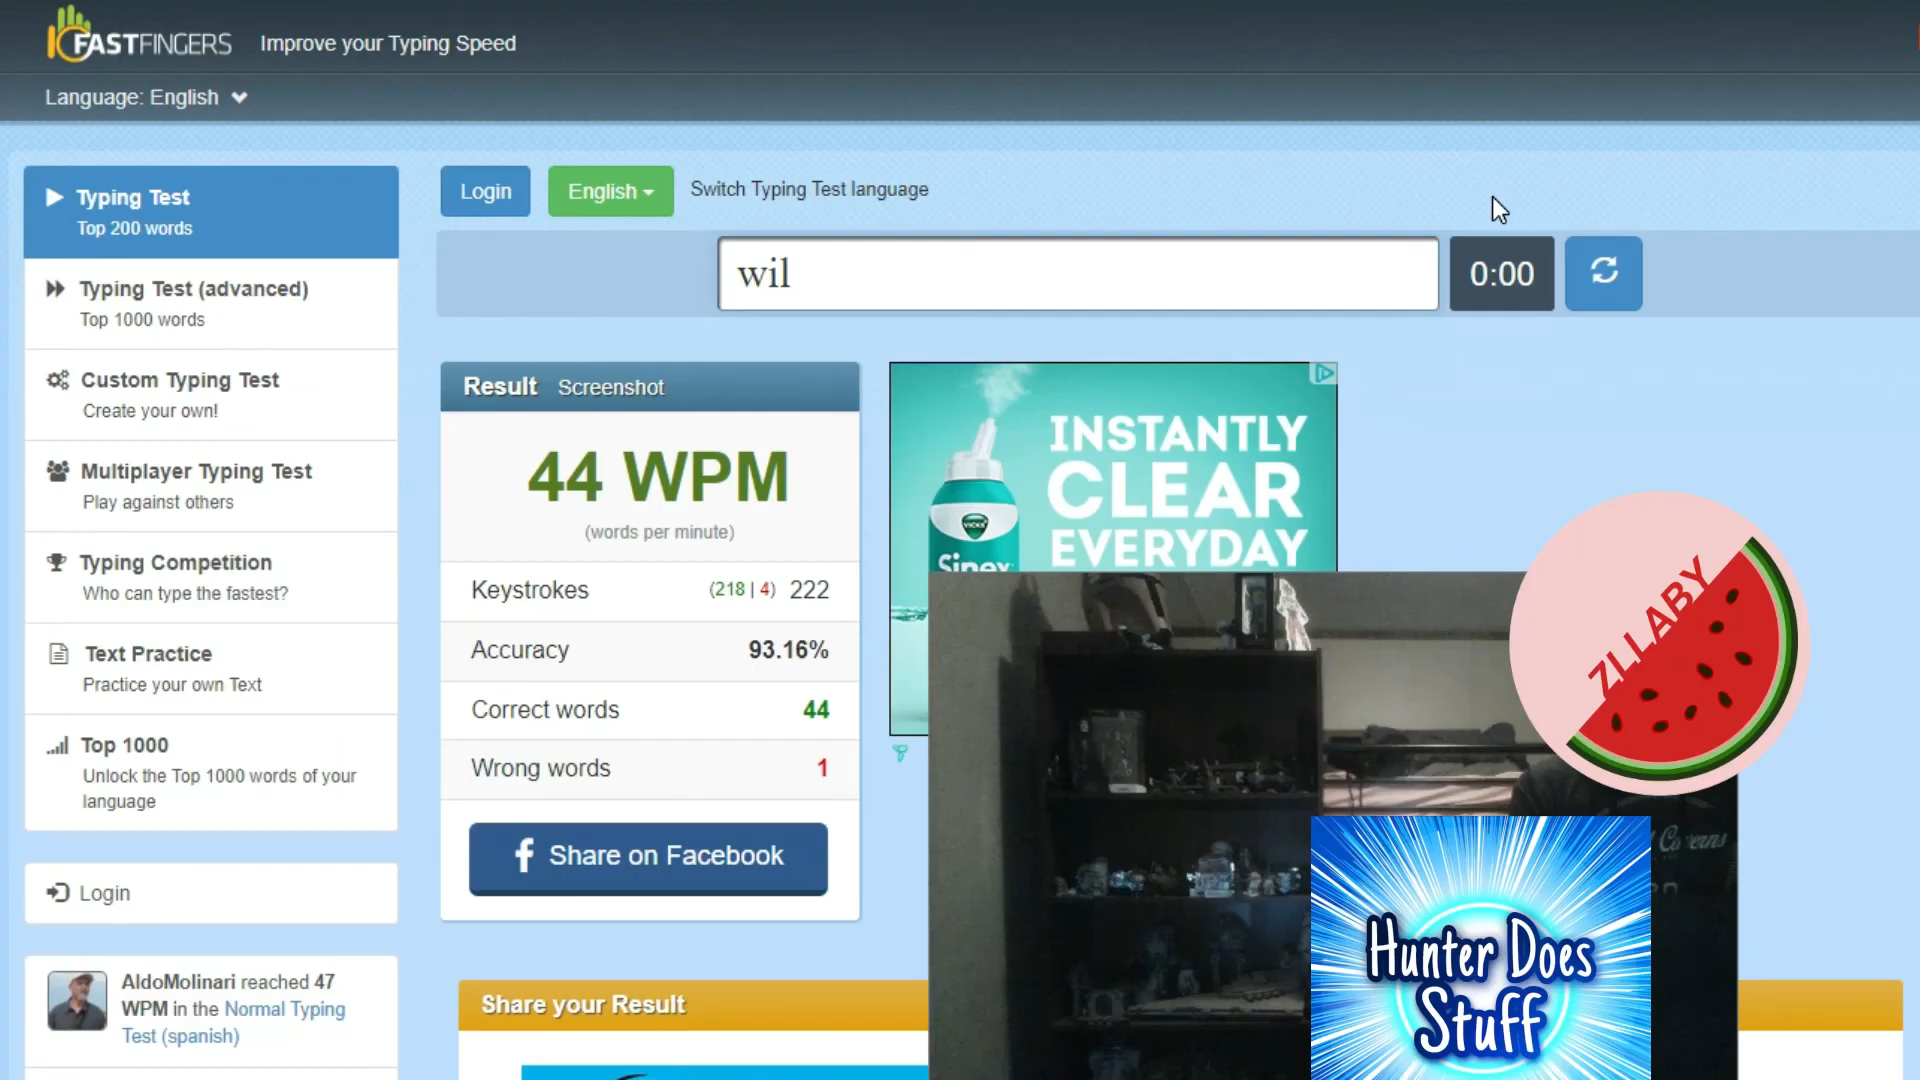 FASTFINGERS Improve your Typing Speed
Language: English
Typing Test
Top 200 words
Typing Test (advanced)
Top 1000 words
Custom Typing Test
Create your own!
Multiplayer Typing Test
Play against others
Typing Competition
Who can type the fastest?
Text Practice
Practice your own Text
Top 1000
Unlock the Top 1000 words of your
language
Login
AldoMolinari reached 47
WPM in the Normal Typing
Test (spanish)
Login English Switch Typing Test language
wil 0:00
Result Screenshot
44 WPM
(words per minute)
Keystrokes (218 | 4) 222
Accuracy 93.16%
Correct words 44
Wrong words 1
Share on Facebook
Share your Result
INSTANTLY
CLEAR
EVERYDAY
VICKS
Sinex
ZLLABY
Hunter Does
Stuff